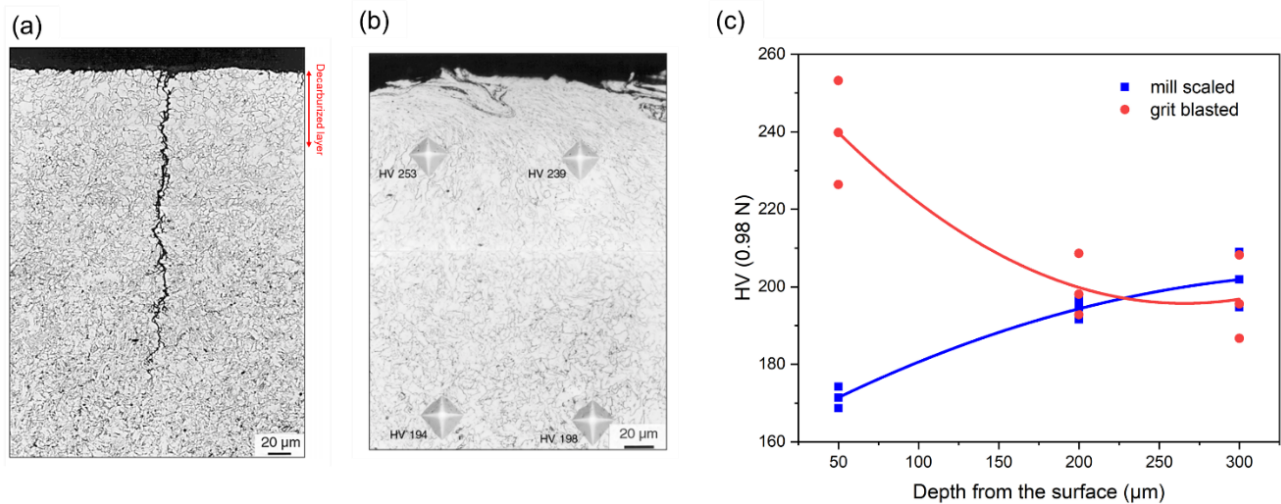 (a)
Decarburized layer
20 µm
(b)
HV 253
HV 239
HV 194
HV 198
20 µm
(c)
mill scaled
grit blasted
HV (0.98 N)
260
240
220
200
180
160
50
100
150
200
250
300
Depth from the surface (µm)